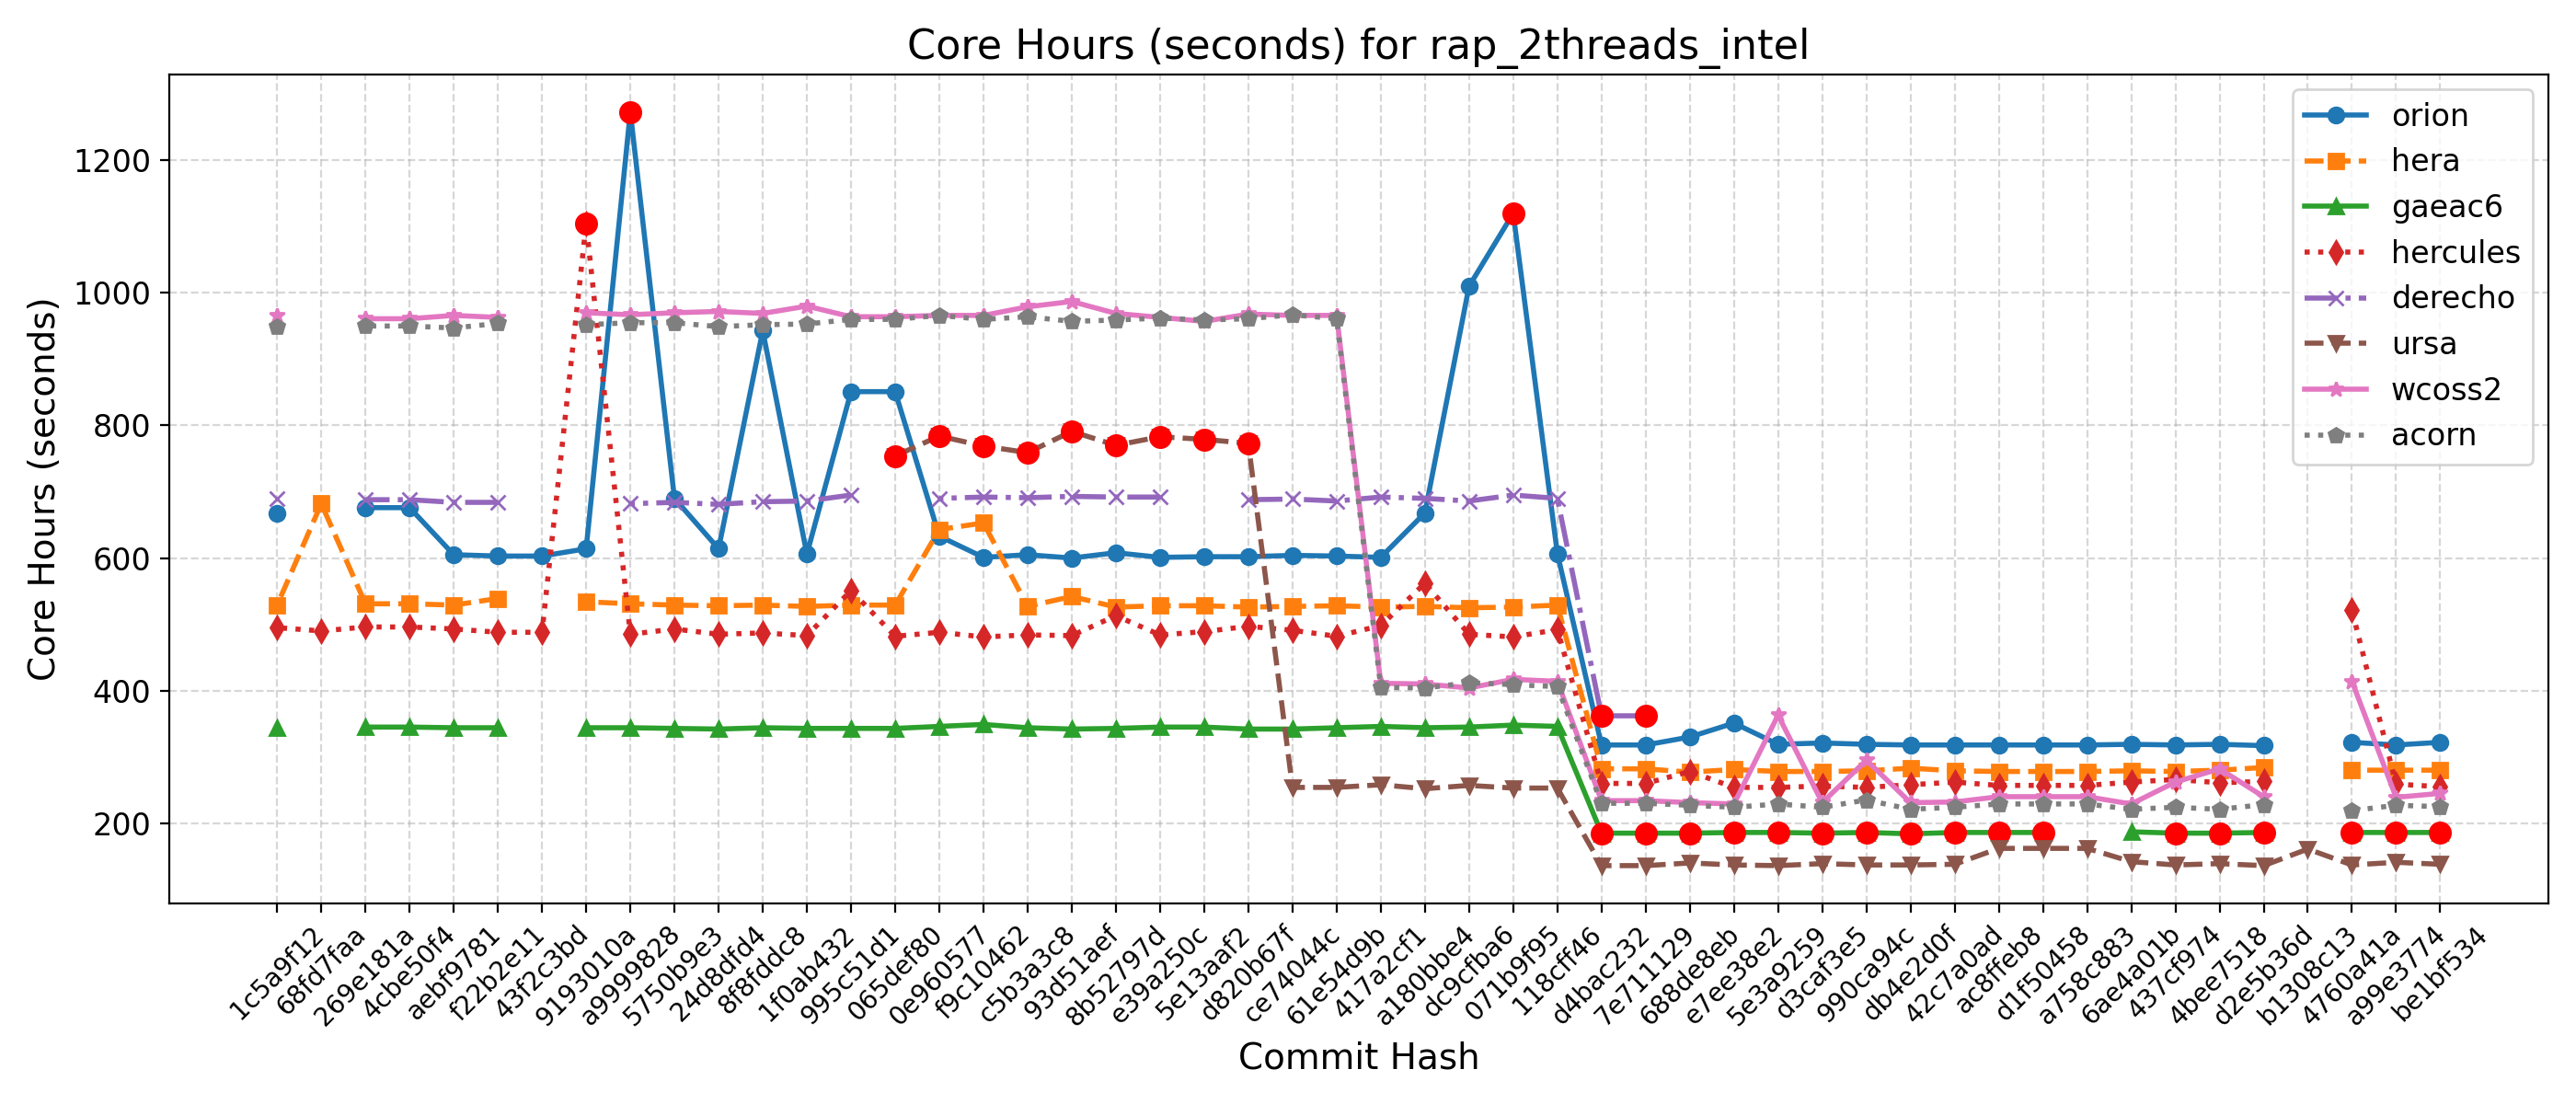 Core Hours (seconds) for rap_2threads_intel
Core Hours (seconds)
1200
1000
800
600
400
200
orion
hera
gaeac6
hercules
derecho
ursa
wcoss2
acorn
1c5a9f12
68fd7faa
269e181a
4cbe50f4
aebf9781
f22b2e11
43f2c3bd
9193010a
a9999828
5750b9e3
24d8dfd4
8f8fddc8
1f0ab432
995c51d1
065def80
0e960577
f9c10462
c5b3a3c8
93d51aef
8b52797d
e39a250c
5e13aaf2
d820b67f
ce74044c
61e54d9b
417a2cf1
a180bbe4
dc9cfba6
071b9f95
118cff46
d4bac232
7e711129
688de8eb
e7ee38e2
5e3a9259
d3caf3e5
990ca94c
db4e2d0f
42c7a0ad
ac8ffeb8
d1f50458
a758c883
6ae4a01b
437cf974
4bee7518
d2e5b36d
b1308c13
4760a41a
a99e3774
be1bf534
Commit Hash